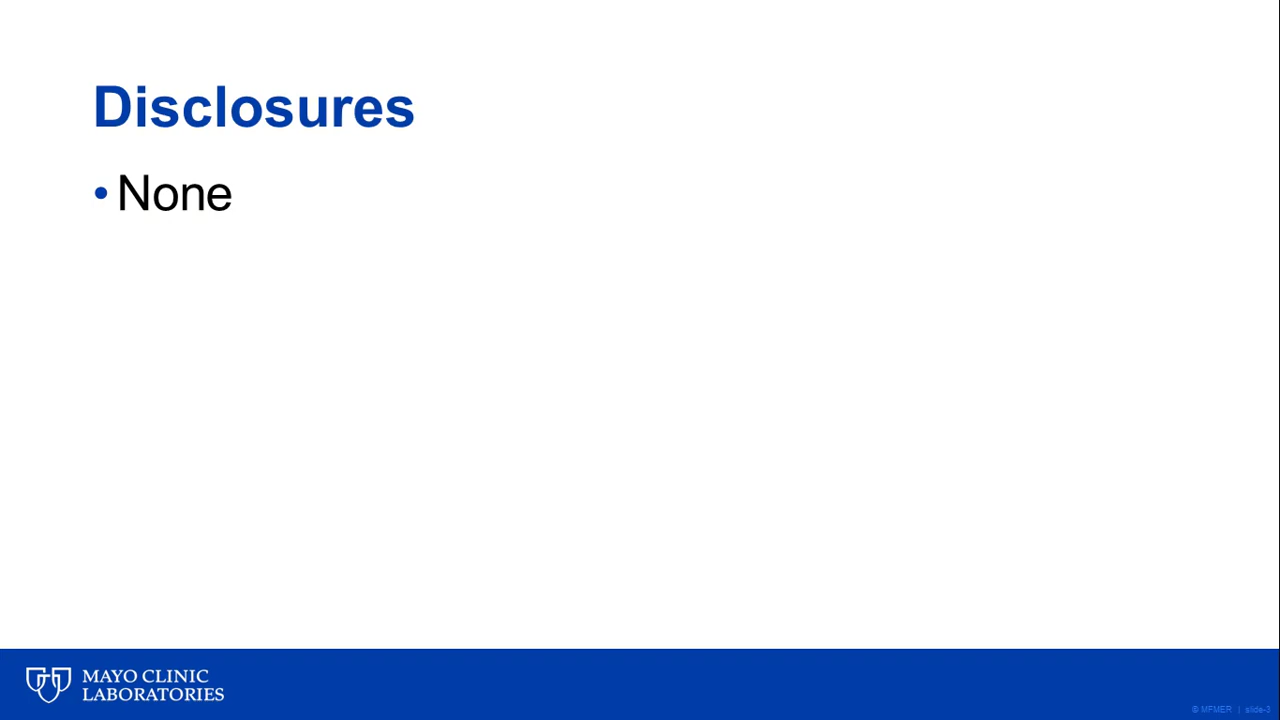 Disclosures
• None
MAYO CLINIC
LABORATORIES
© MFMER | slide-3